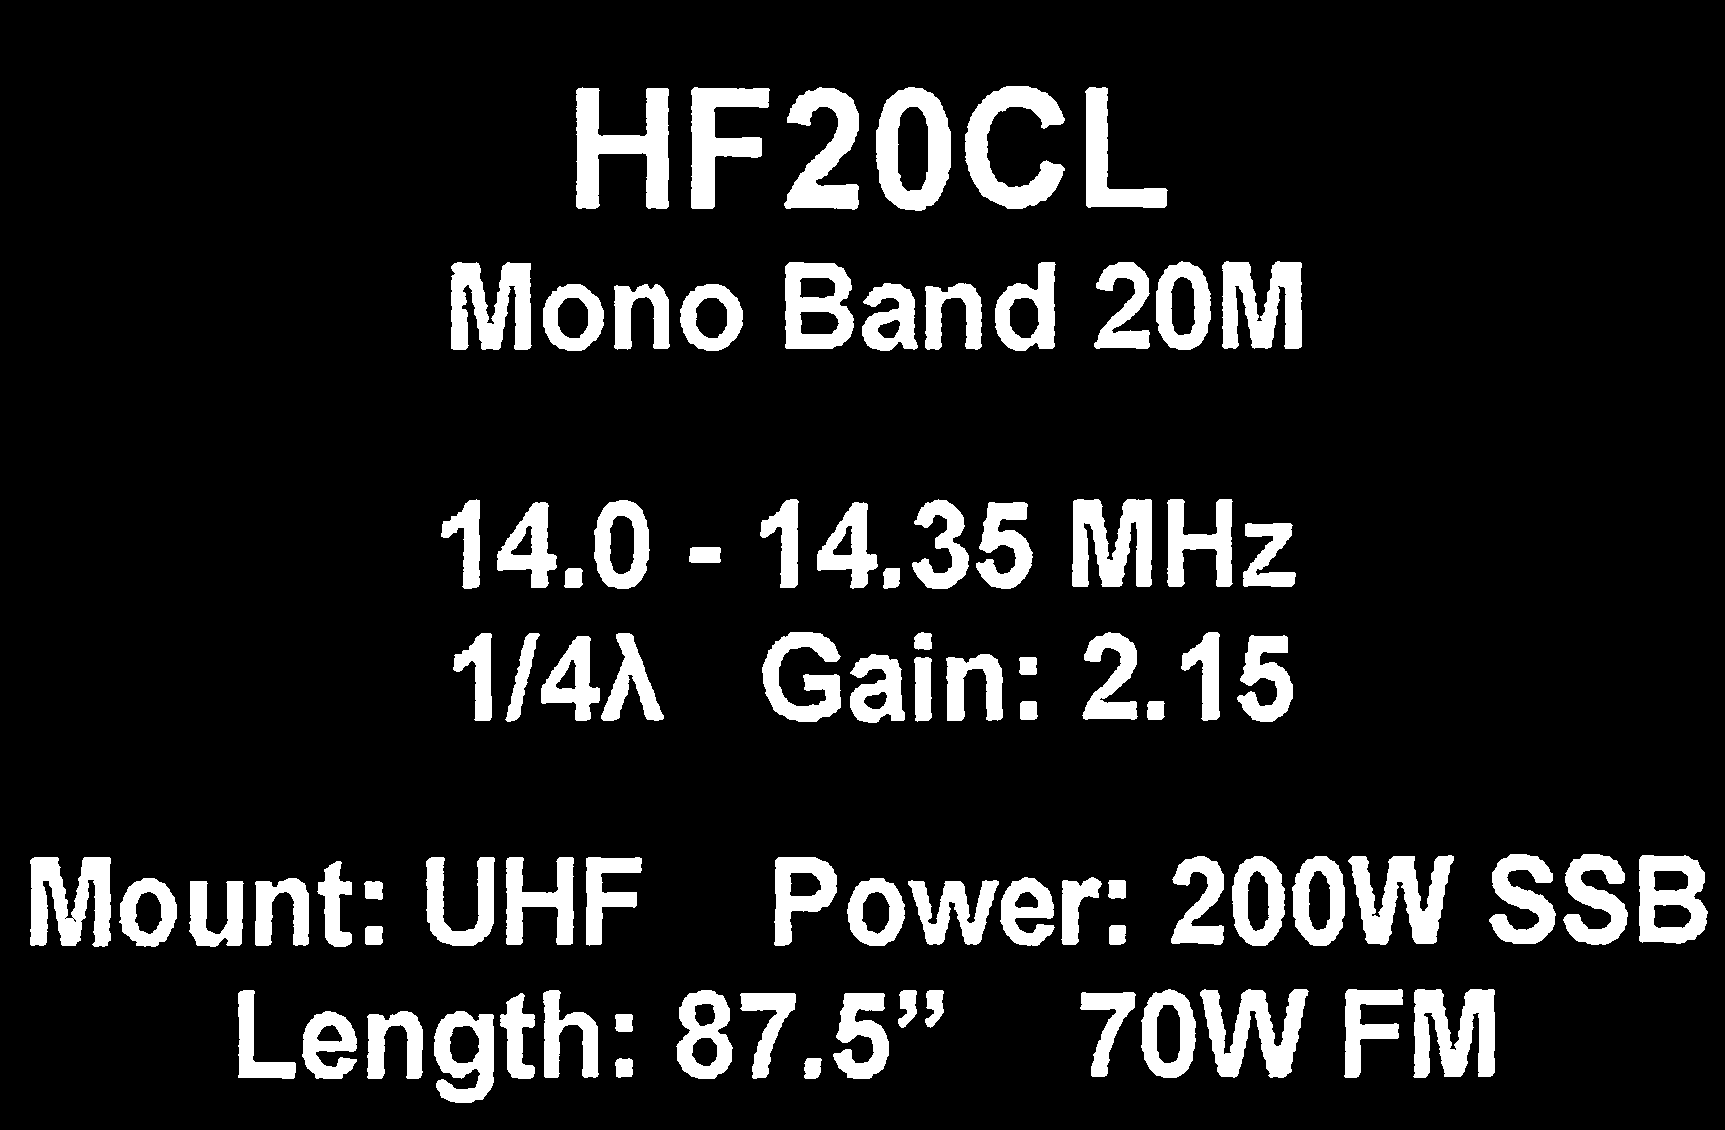 HF20CL
Mono Band 20M
14.0 - 14.35 MHz
1/4λ Gain: 2.15
Mount: UHF Power: 200W SSB
Length: 87.5” 70W FM